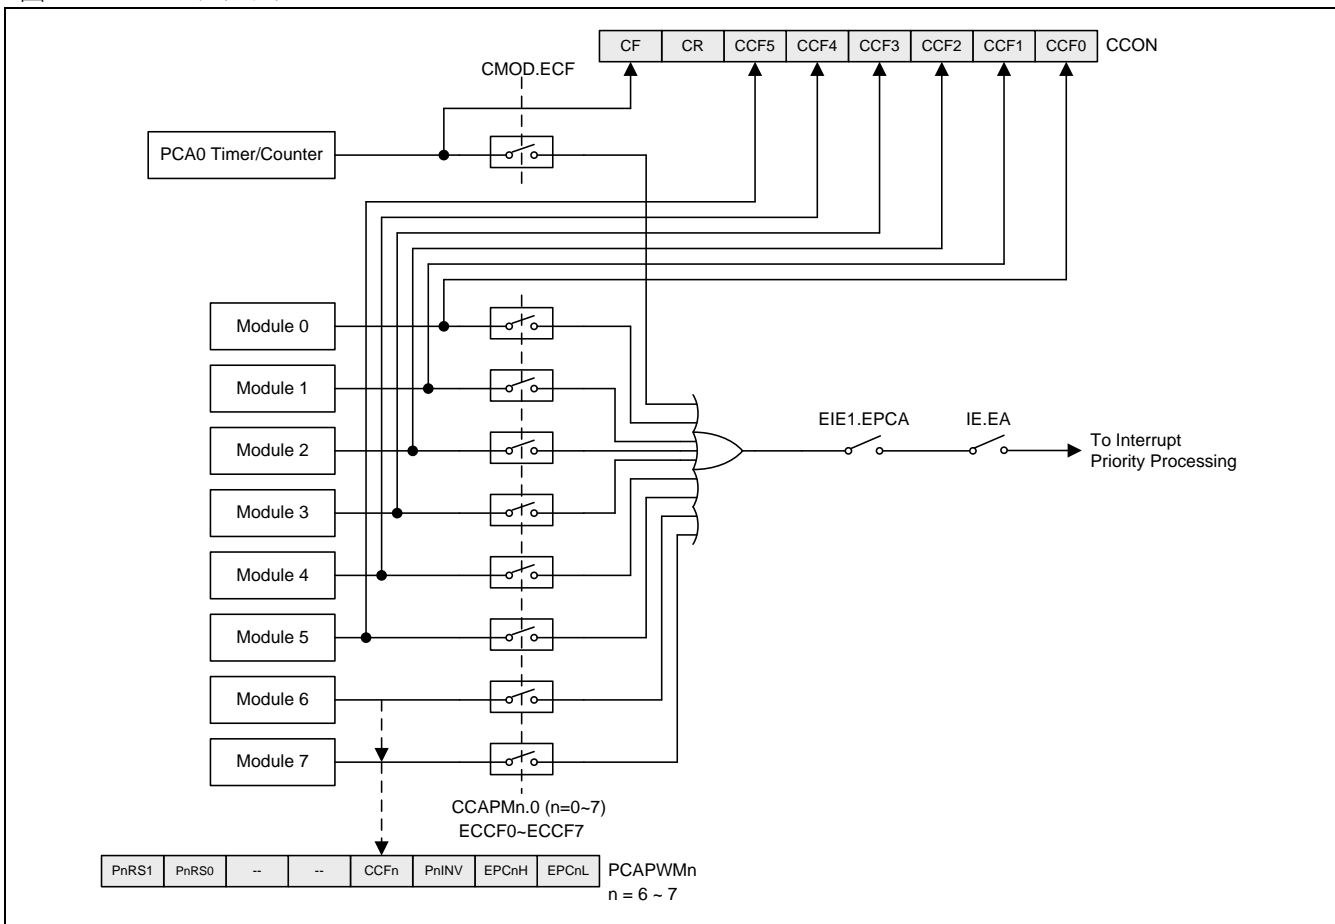 CF CR CCF5 CCF4 CCF3 CCF2 CCF1 CCF0 CCON
CMOD.ECF
PCA0 Timer/Counter
Module 0
Module 1
Module 2
Module 3
Module 4
Module 5
Module 6
Module 7
EIE1.EPCA
IE.EA
To Interrupt
Priority Processing
CCAPMn.0 (n=0~7)
ECCF0~ECCF7
PnRS1 PnRS0 -- -- CCFn PnINV EPCnH EPCnL PCAPWMn
n = 6 ~ 7